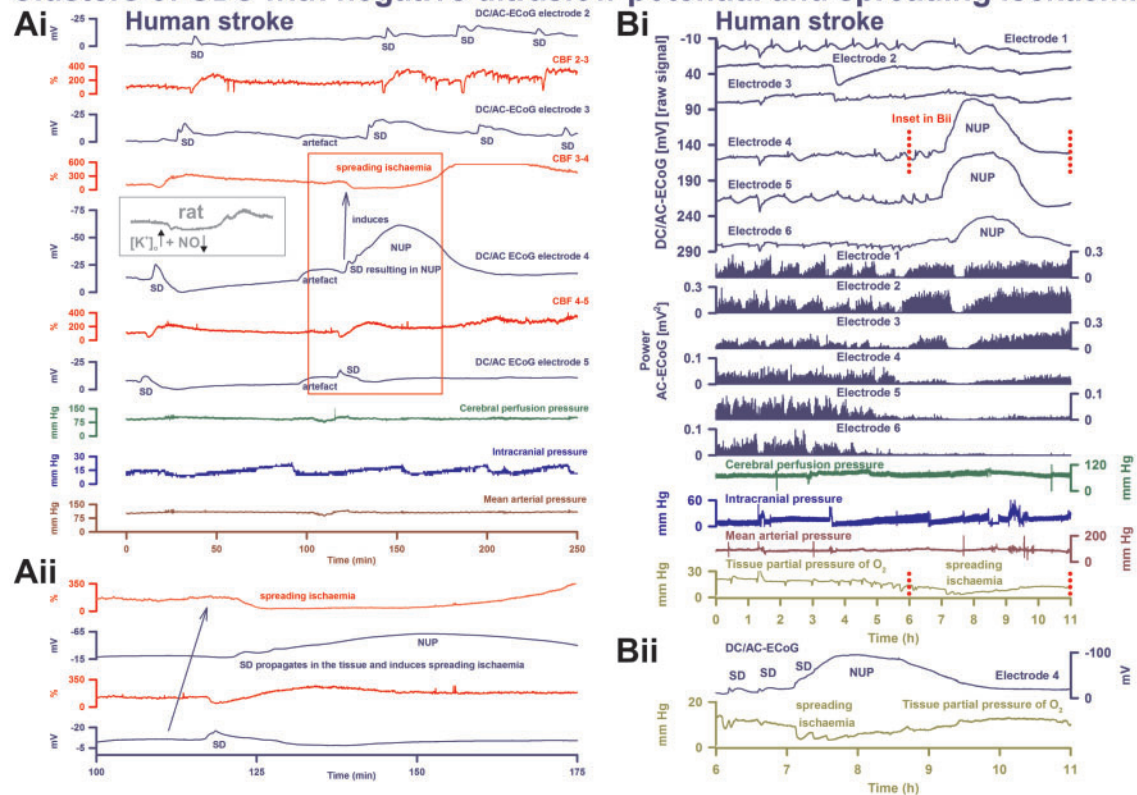 Ai
Human stroke
DC/AC-ECoG electrode 2
mV
-25
0
SD
SD
SD
SD
CBF 2-3
%
400
200
0
DC/AC-ECoG electrode 3
mV
-25
0
SD
artefact
SD
SD
SD
CBF 3-4
%
600
300
0
spreading ischaemia
rat
[K+]o + NO
induces
mV
-75
-50
-25
0
NUP
DC/AC ECoG electrode 4
SD
artefact
SD resulting in NUP
CBF 4-5
%
400
200
0
DC/AC ECoG electrode 5
mV
-25
0
SD
artefact
SD
Cerebral perfusion pressure
mm Hg
150
75
0
Intracranial pressure
mm Hg
30
15
0
Mean arterial pressure
mm Hg
150
75
0
0 50 100 150 200 250
Time (min)
Aii
%
350
0
spreading ischaemia
mV
-65
-15
NUP
SD propagates in the tissue and induces spreading ischaemia
%
350
0
mV
-20
-5
SD
100 125 150 175
Time (min)
Bi
Human stroke
DC/AC-ECoG [mV] [raw signal]
-10
40
90
150
210
240
290
Electrode 1
Electrode 2
Electrode 3
Inset in Bii
Electrode 4
NUP
Electrode 5
NUP
Electrode 6
NUP
Power
AC-ECoG [mV2]
Electrode 1
0.3
0
Electrode 2
0.3
0
Electrode 3
0.3
0
Electrode 4
0.1
0
Electrode 5
0.1
0
Electrode 6
0.1
0
Cerebral perfusion pressure
120
0
mm Hg
Intracranial pressure
mm Hg
60
0
Mean arterial pressure
200
0
mm Hg
Tissue partial pressure of O2
spreading
ischaemia
mm Hg
30
0
0 1 2 3 4 5 6 7 8 9 10 11
Time (h)
Bii
DC/AC-ECoG
SD
SD
SD
NUP
Electrode 4
-100
0
mV
spreading
ischaemia
Tissue partial pressure of O2
mm Hg
20
0
6 7 8 9 10 11
Time (h)